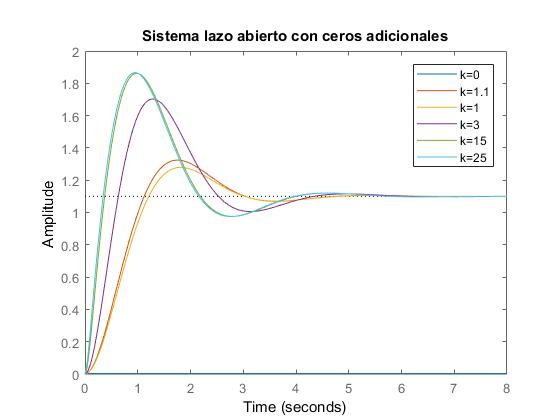 Sistema lazo abierto con ceros adicionales
2
1.8
1.6
1.4
1.2
1
0.8
0.6
0.4
0.2
0
Amplitude
k=0
k=1.1
k=1
k=3
k=15
k=25
0 1 2 3 4 5 6 7 8
Time (seconds)